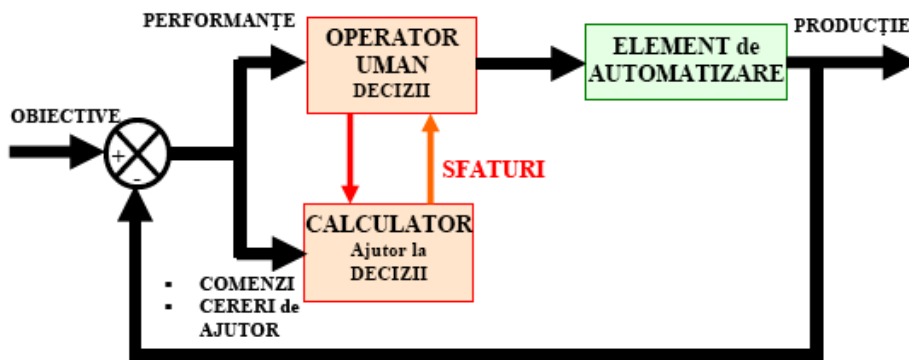 PERFORMANȚE
OPERATOR
UMAN
DECIZII
ELEMENT de
AUTOMATIZARE
PRODUCȚIE
OBIECTIVE
+
-
SFATURI
CALCULATOR
Ajutor la
DECIZII
▪ COMENZI
▪ CERERI de
AJUTOR